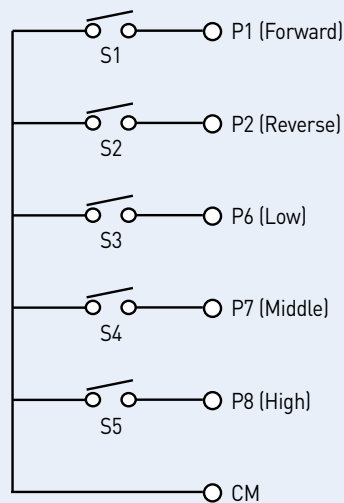 P1 (Forward)
S1
P2 (Reverse)
S2
P6 (Low)
S3
P7 (Middle)
S4
P8 (High)
S5
CM